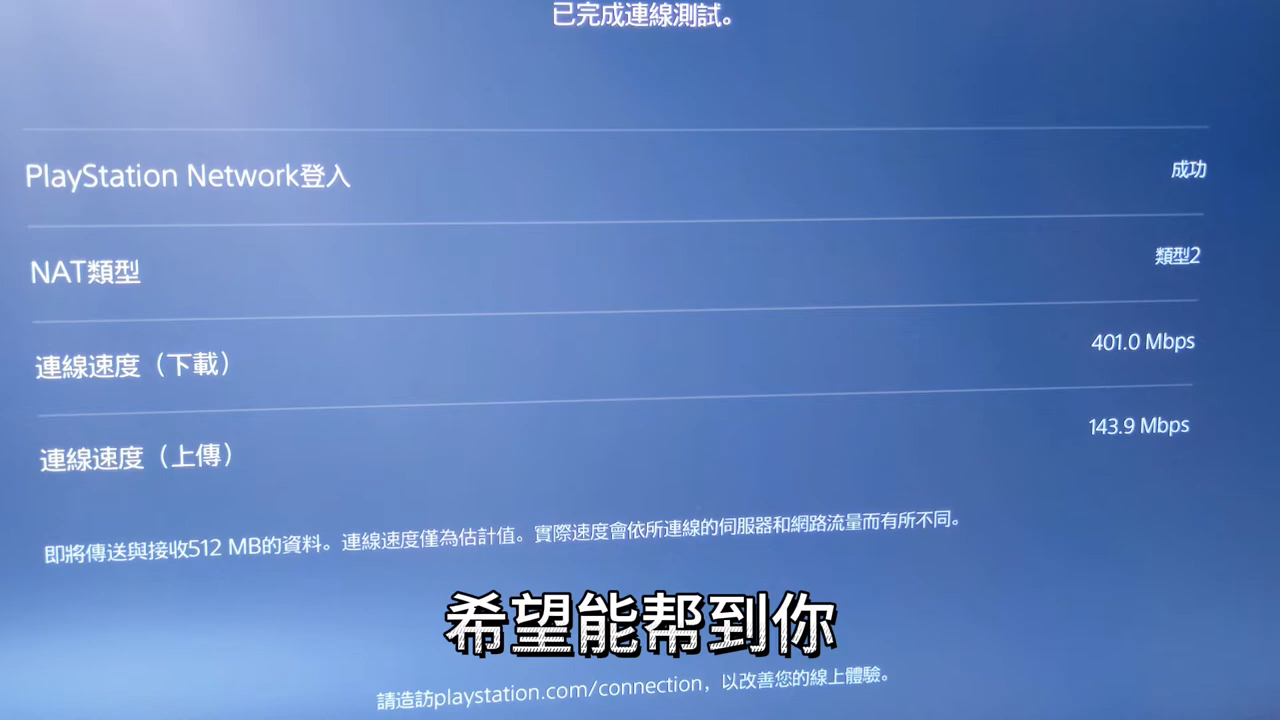 已完成連線測試。
PlayStation Network登入
成功
NAT類型
類型2
連線速度（下載）
401.0 Mbps
連線速度（上傳）
143.9 Mbps
即將傳送與接收512 MB的資料。連線速度僅為估計值。實際速度會依所連線的伺服器和網路流量而有所不同。
希望能帮到你
請造訪playstation.com/connection，以改善您的線上體驗。